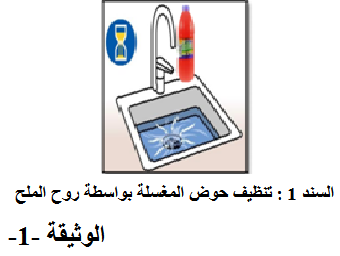 السند 1 : تنظيف حوض المغسلة بواسطة روح الملح
الوثيقة -1-